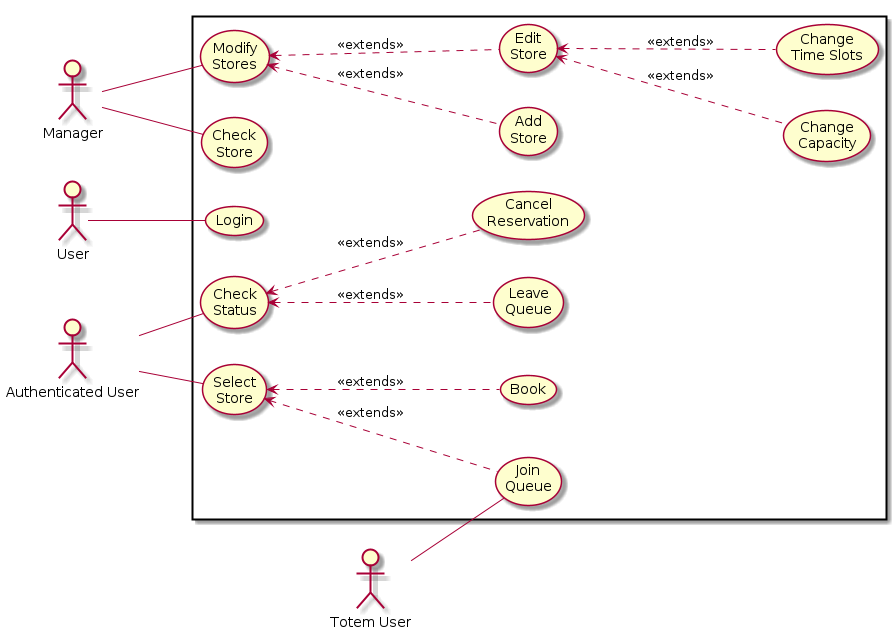 Modify
Stores
«extends»
Edit
Store
«extends»
Change
Time Slots
«extends»
«extends»
Add
Store
Change
Capacity
Manager
Check
Store
User
Login
Cancel
Reservation
«extends»
Check
Status
«extends»
Leave
Queue
Authenticated User
Select
Store
«extends»
Book
«extends»
Join
Queue
Totem User